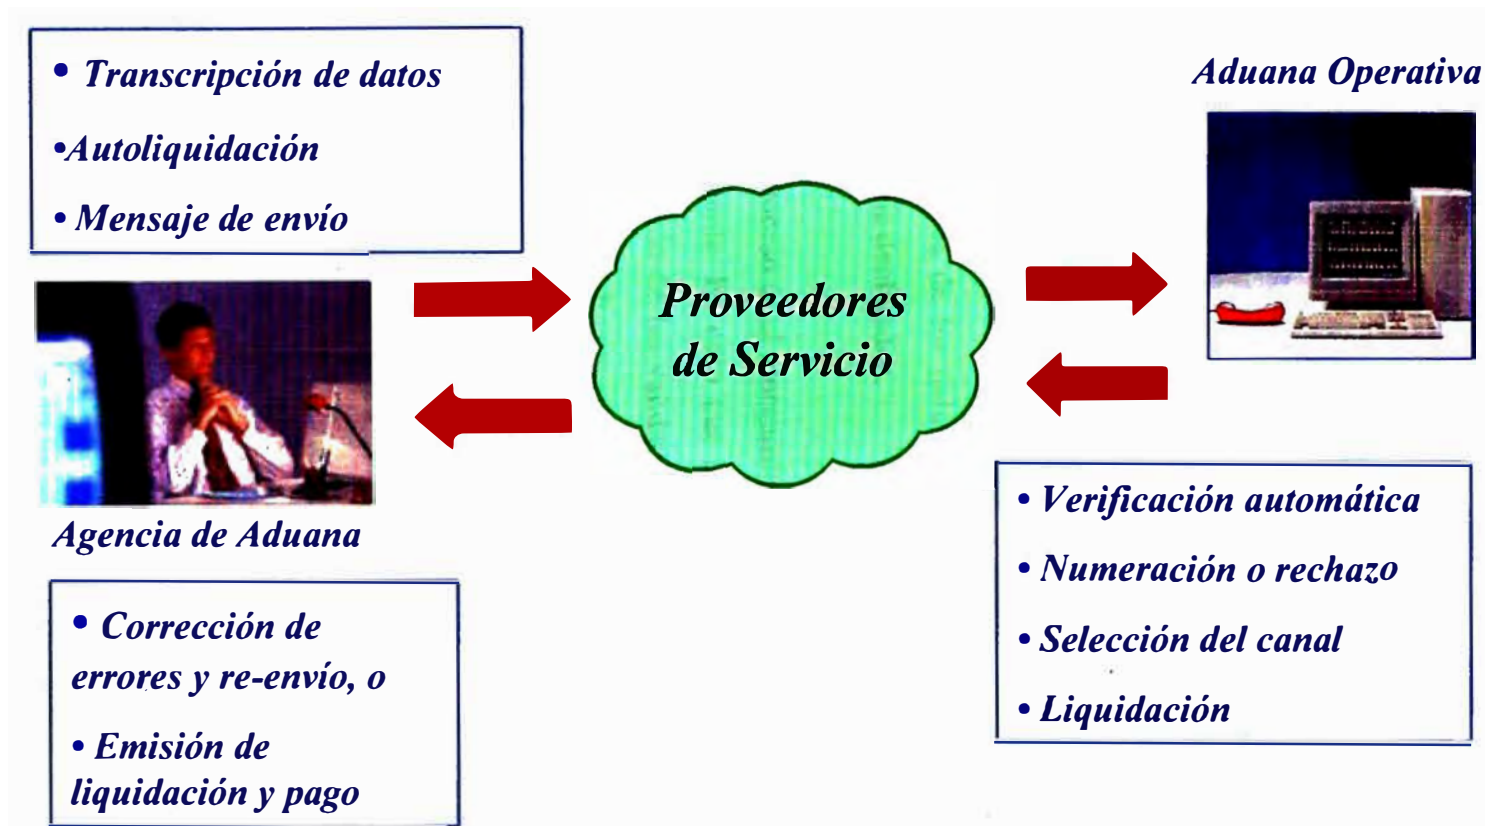 • Transcripción de datos
•Autoliquidación
• Mensaje de envío
Aduana Operativa
Proveedores
de Servicio
Agencia de Aduana
• Corrección de
errores y re-envío, o
• Emisión de
liquidación y pago
• Verificación automática
• Numeración o rechazo
• Selección del canal
• Liquidación